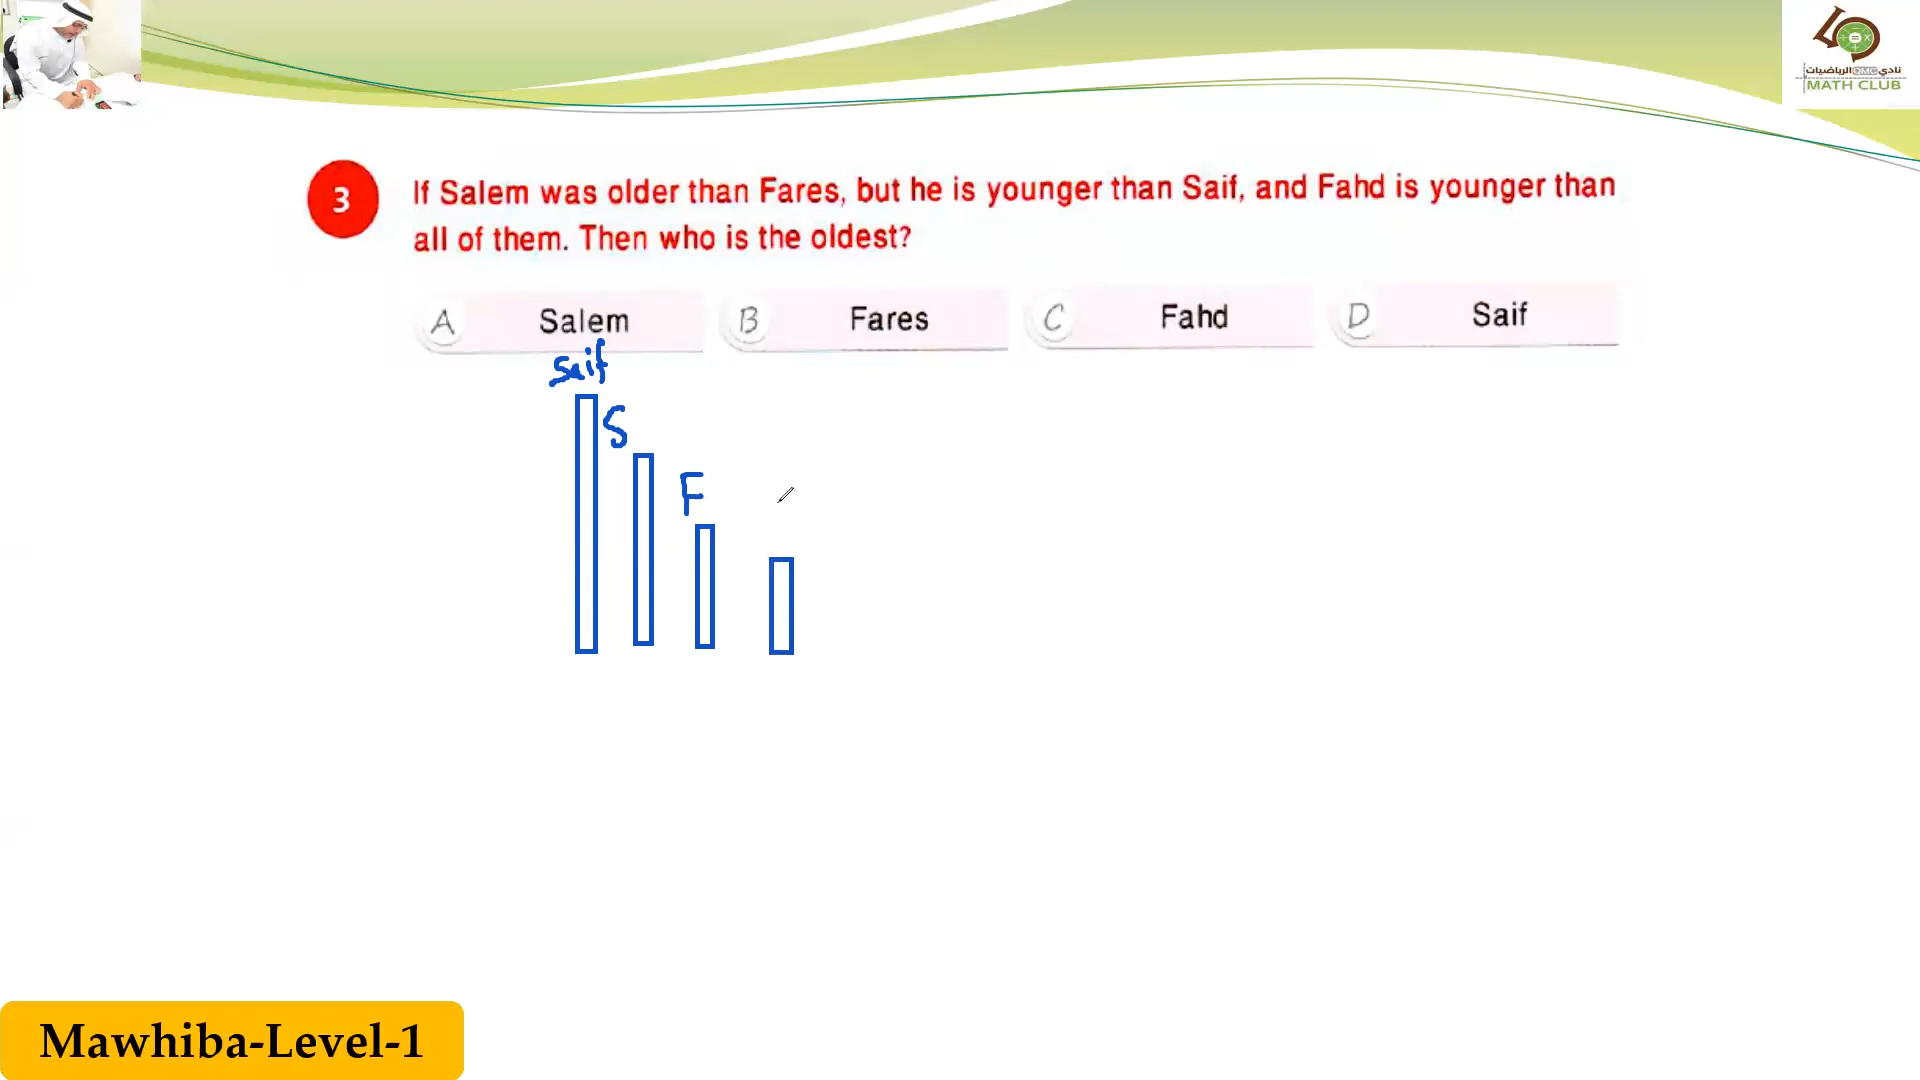 نادي QMC الرياضيات
MATH CLUB
3
If Salem was older than Fares, but he is younger than Saif, and Fahd is younger than
all of them. Then who is the oldest?
A Salem B Fares C Fahd D Saif
Saif
S
F
Mawhiba-Level-1